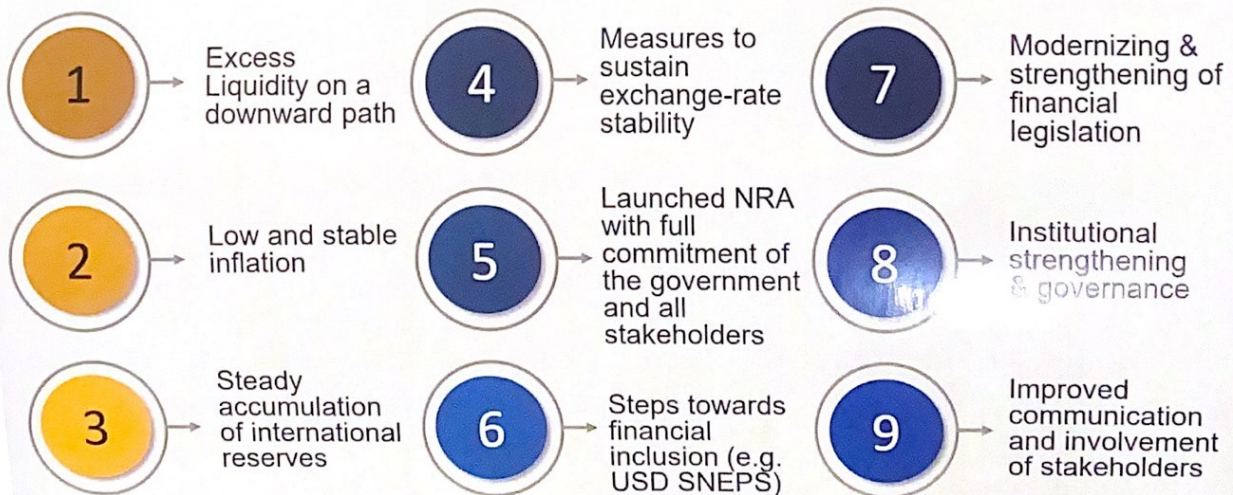 1
Excess
Liquidity on a
downward path
2
Low and stable
inflation
3
Steady
accumulation
of international
reserves
4
Measures to
sustain
exchange-rate
stability
5
Launched NRA
with full
commitment of
the government
and all
stakeholders
6
Steps towards
financial
inclusion (e.g.
USD SNEPS)
7
Modernizing &
strengthening of
financial
legislation
8
Institutional
strengthening
& governance
9
Improved
communication
and involvement
of stakeholders